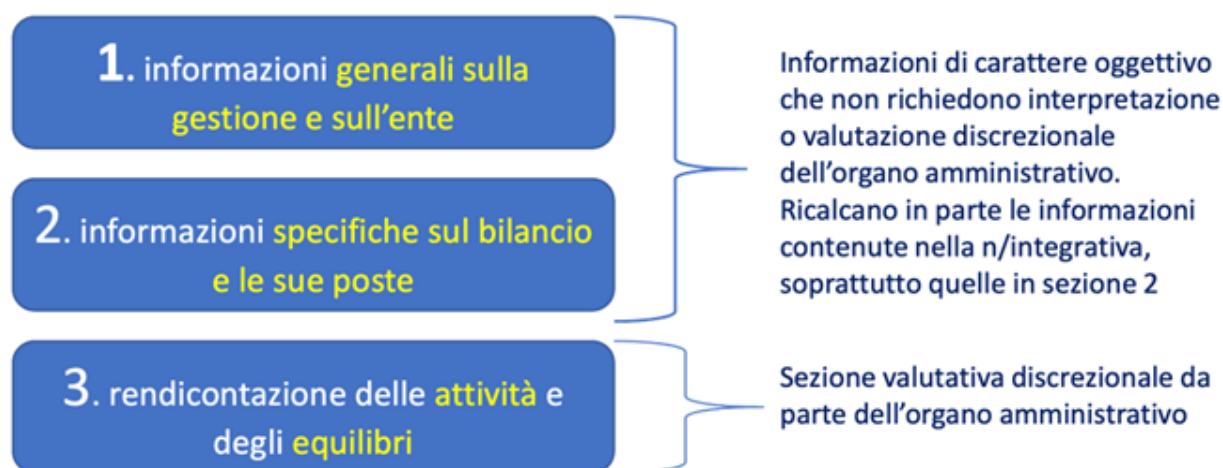 1. informazioni generali sulla
gestione e sull'ente
2. informazioni specifiche sul bilancio
e le sue poste
3. rendicontazione delle attività e
degli equilibri
Informazioni di carattere oggettivo
che non richiedono interpretazione
o valutazione discrezionale
dell'organo amministrativo.
Ricalcano in parte le informazioni
contenute nella n/integrativa,
soprattutto quelle in sezione 2
Sezione valutativa discrezionale da
parte dell'organo amministrativo